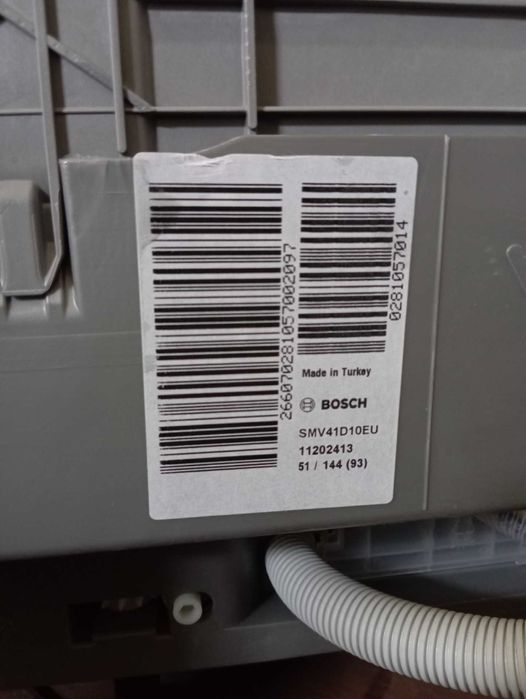 266070281057002097
0281057014
Made in Turkey
BOSCH
SMV41D10EU
11202413
51 / 144 (93)